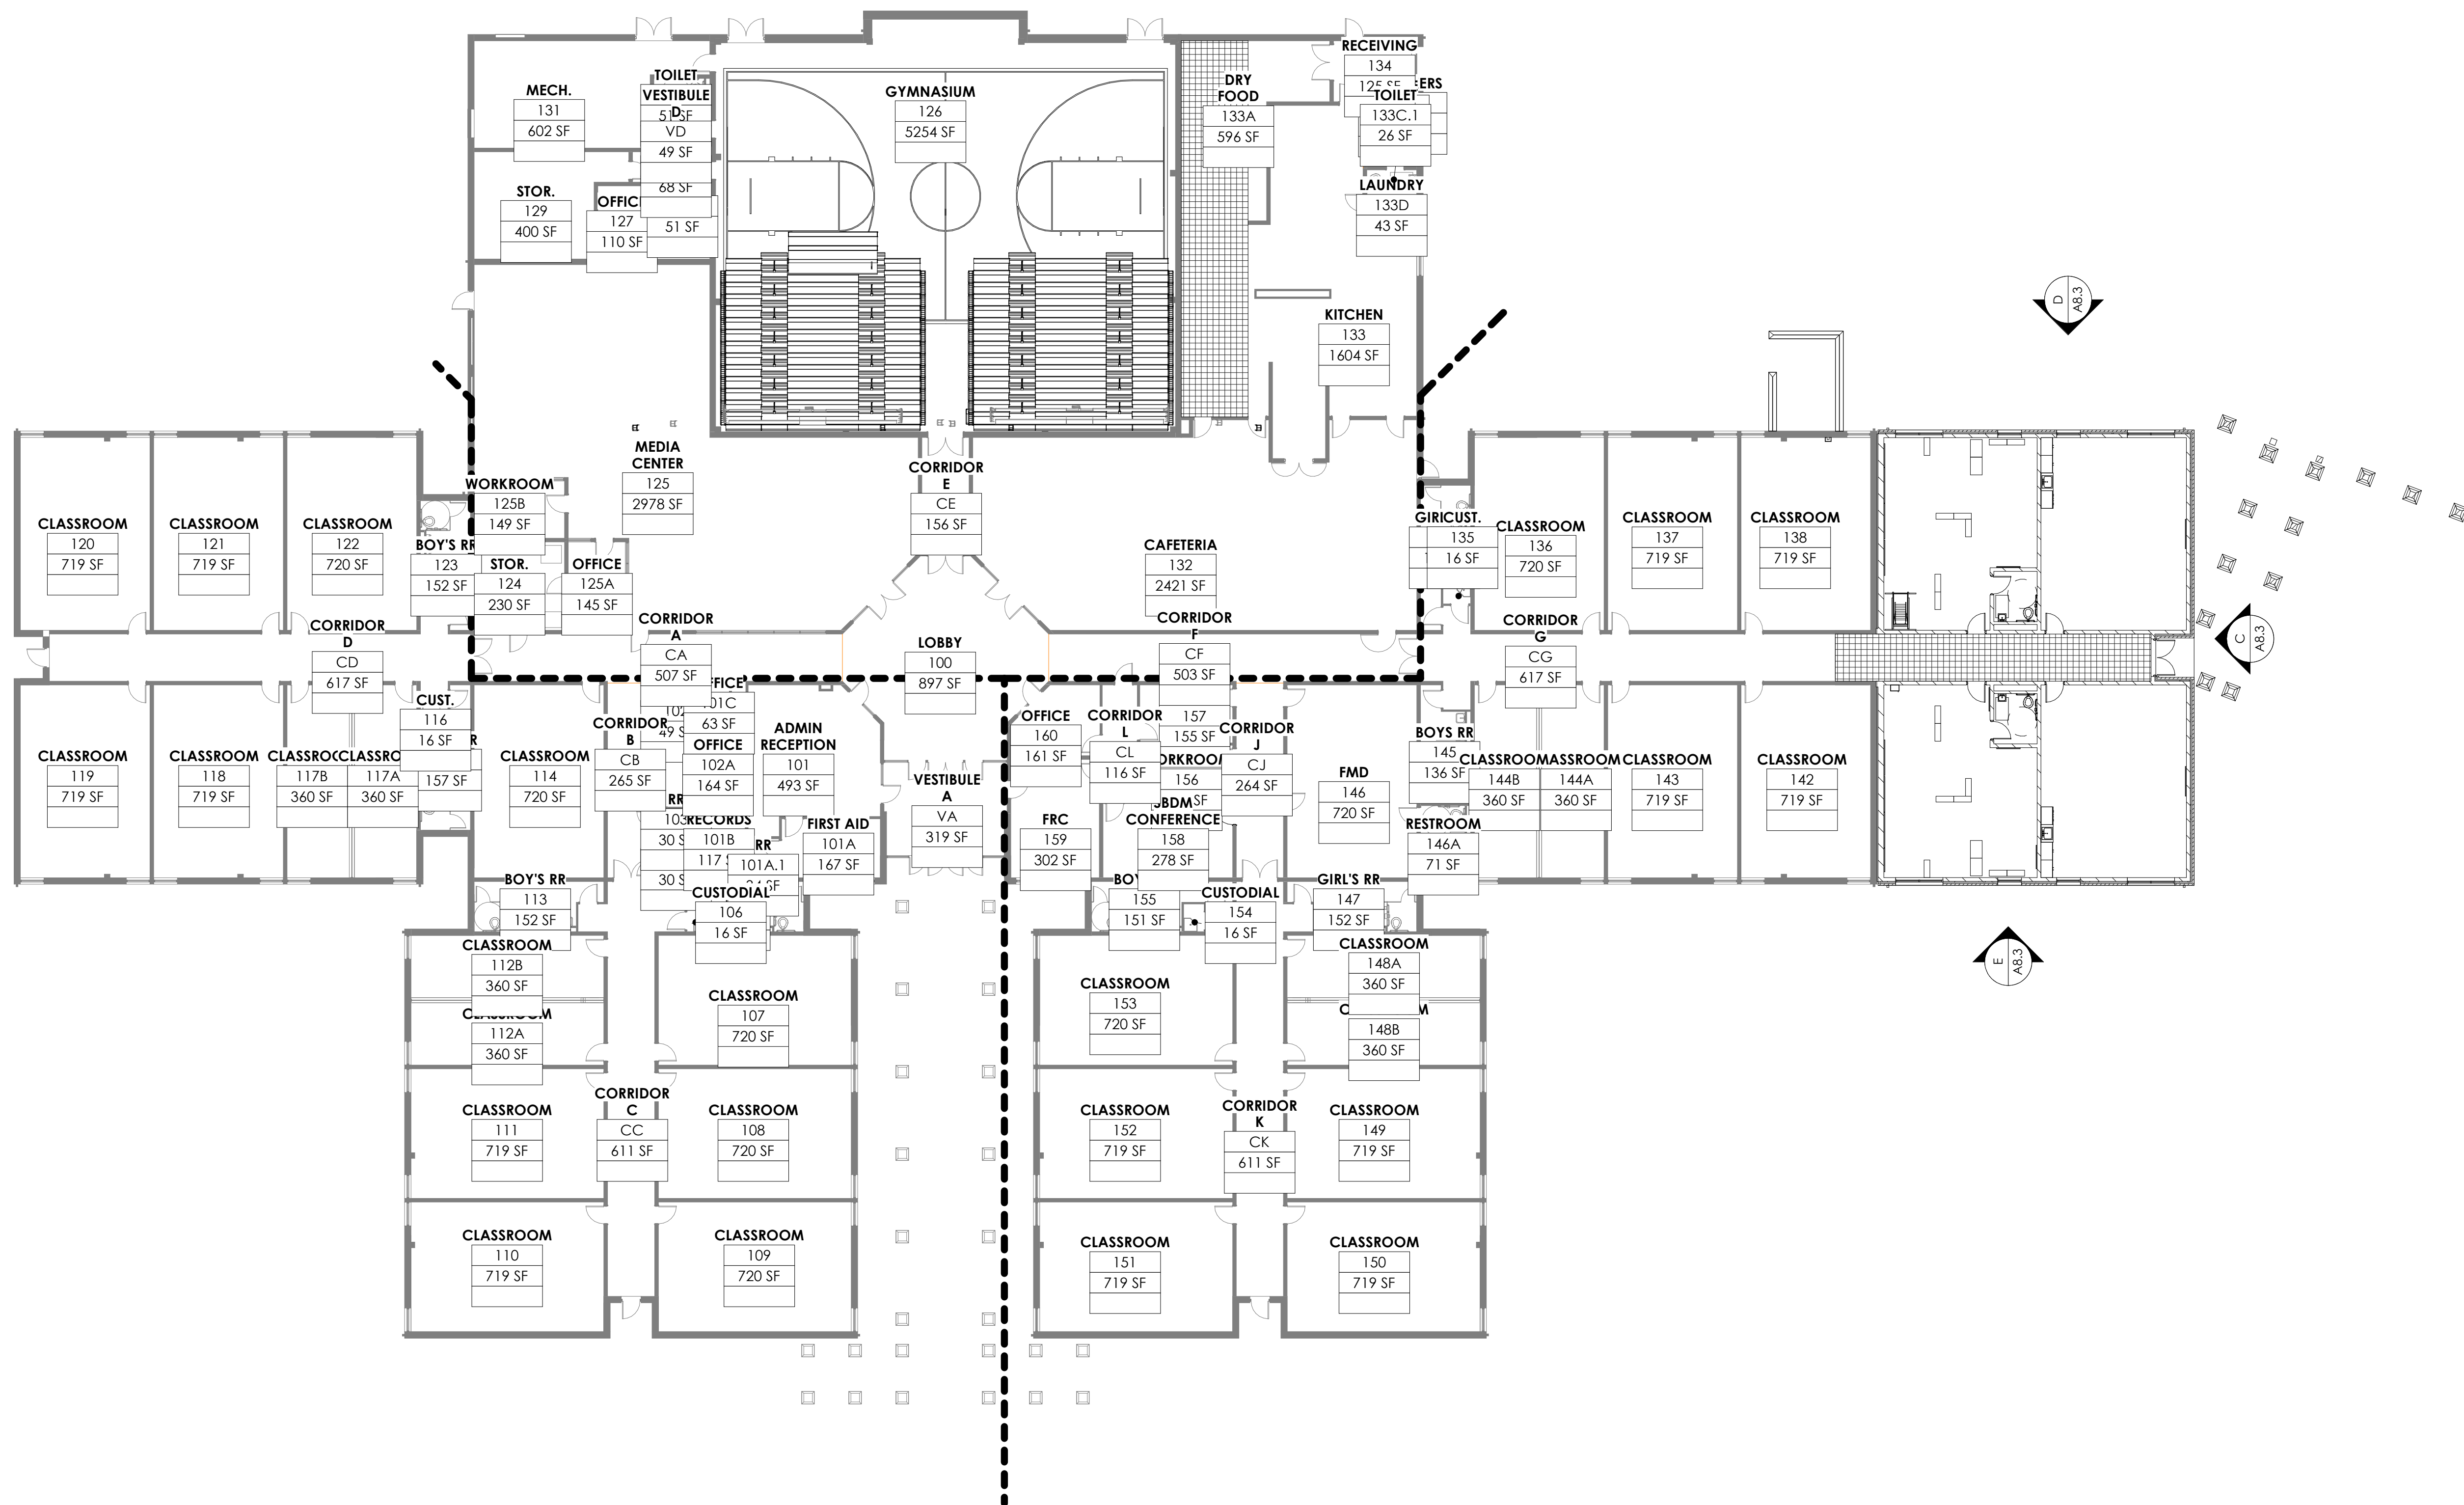 RECEIVING
134
125 SF
TOILET
133C.1
26 SF
DRY
FOOD
133A
596 SF
LAUNDRY
133D
43 SF
KITCHEN
133
1604 SF
GYMNASIUM
126
5254 SF
MECH.
131
602 SF
TOILET
VESTIBULE
D
51 SF
VD
49 SF
68 SF
STOR.
129
400 SF
127
110 SF
51 SF
MEDIA
CENTER
125
2978 SF
CORRIDOR
E
CE
156 SF
WORKROOM
125B
149 SF
STOR.
124
230 SF
OFFICE
125A
145 SF
CAFETERIA
132
2421 SF
CLASSROOM
120
719 SF
CLASSROOM
121
719 SF
CLASSROOM
122
720 SF
BOY'S RR
123
152 SF
CORRIDOR
D
CD
617 SF
CORRIDOR
A
CA
507 SF
LOBBY
100
897 SF
CORRIDOR
F
CF
503 SF
CUST.
135
16 SF
CLASSROOM
136
720 SF
CLASSROOM
137
719 SF
CLASSROOM
138
719 SF
CORRIDOR
G
CG
617 SF
D
A8.3
C
A8.3
E
A8.3
CLASSROOM
119
719 SF
CLASSROOM
118
719 SF
117B
360 SF
117A
360 SF
CUST.
116
16 SF
157 SF
CLASSROOM
114
720 SF
CORRIDOR
B
CB
265 SF
63 SF
OFFICE
102A
164 SF
ADMIN
RECEPTION
101
493 SF
RR
103
RECORDS
101B
RR
101A.1
FIRST AID
101A
167 SF
CUSTODIAL
106
16 SF
VESTIBULE
A
VA
319 SF
OFFICE
160
161 SF
CORRIDOR
L
CL
116 SF
157
155 SF
156
SF
CORRIDOR
J
CJ
264 SF
FRC
159
302 SF
SBDM
CONFERENCE
158
278 SF
FMD
146
720 SF
BOYS RR
145
136 SF
RESTROOM
146A
71 SF
CLASSROOM
144B
360 SF
144A
360 SF
CLASSROOM
143
719 SF
CLASSROOM
142
719 SF
BOY'S RR
113
152 SF
155
151 SF
CUSTODIAL
154
16 SF
GIRL'S RR
147
152 SF
CLASSROOM
112B
360 SF
112A
360 SF
CLASSROOM
107
720 SF
CLASSROOM
153
720 SF
CLASSROOM
148A
360 SF
148B
360 SF
CLASSROOM
111
719 SF
CORRIDOR
C
CC
611 SF
CLASSROOM
108
720 SF
CLASSROOM
152
719 SF
CORRIDOR
K
CK
611 SF
CLASSROOM
149
719 SF
CLASSROOM
110
719 SF
CLASSROOM
109
720 SF
CLASSROOM
151
719 SF
CLASSROOM
150
719 SF